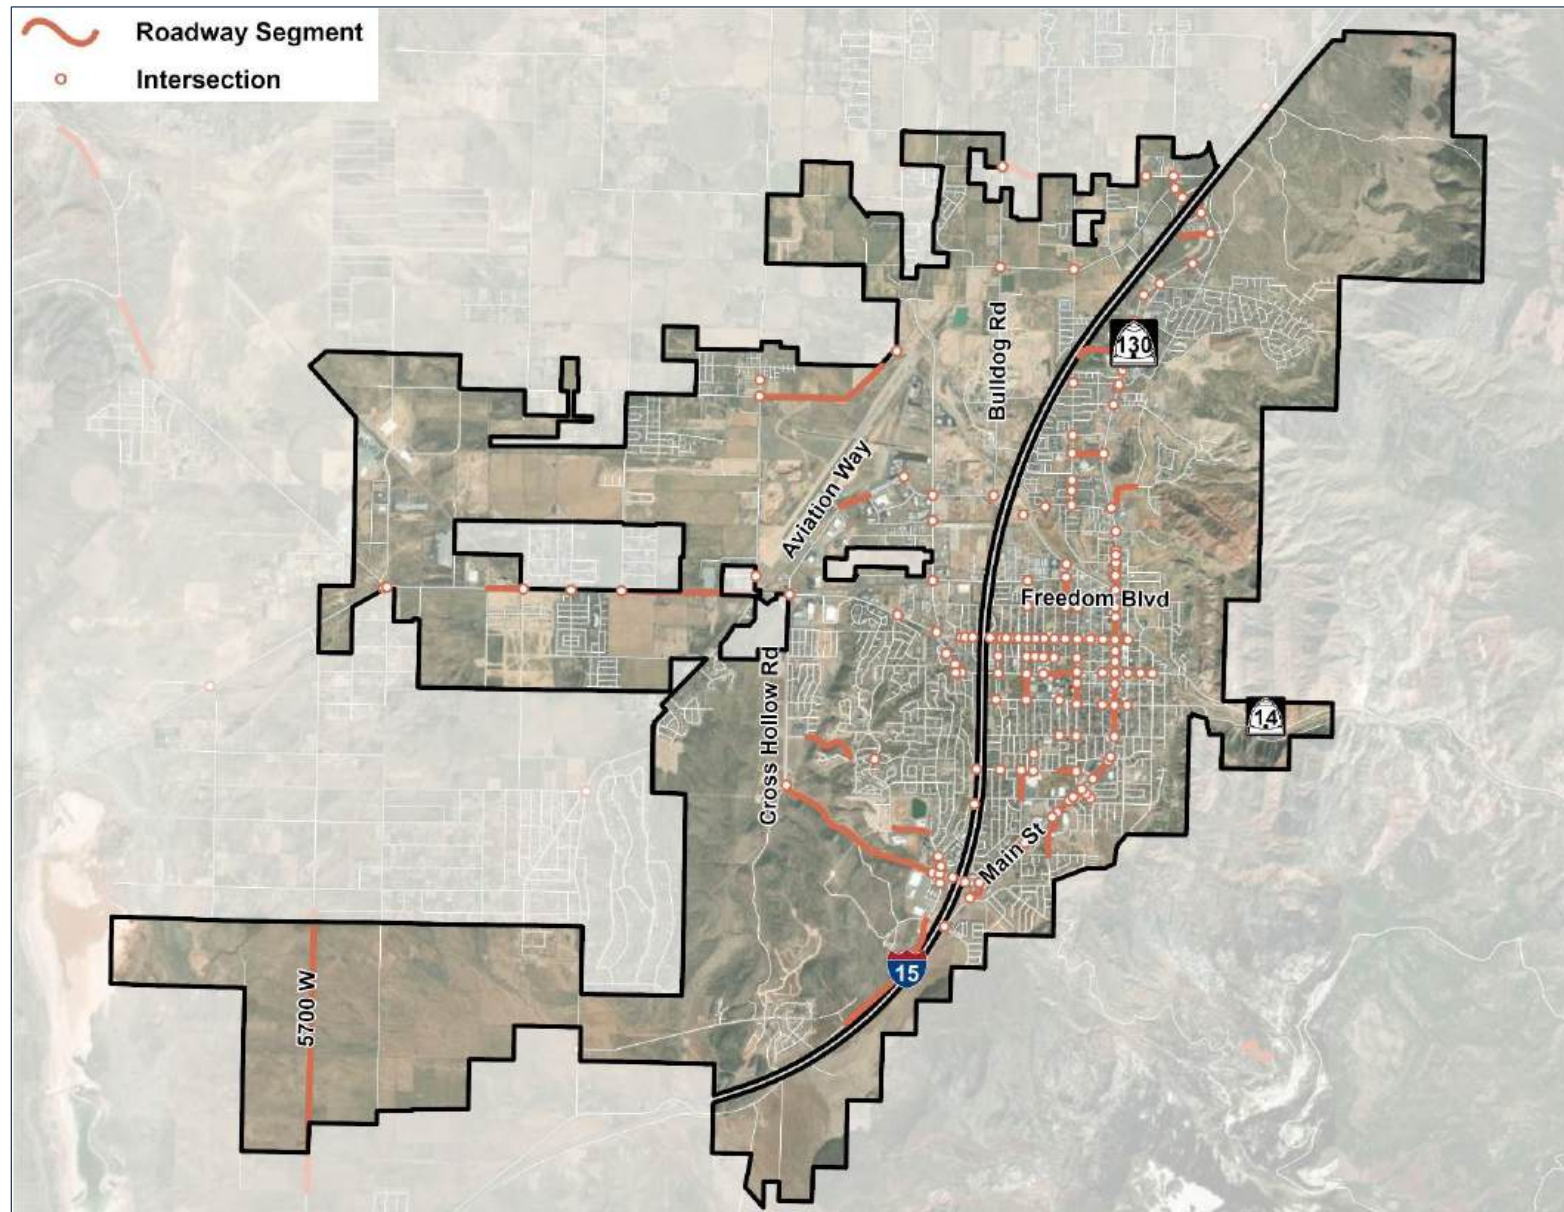 Roadway Segment
Intersection
Bulldog Rd
130
Aviation Way
Freedom Blvd
Cross Hollow Rd
14
Main St
15
5700 W